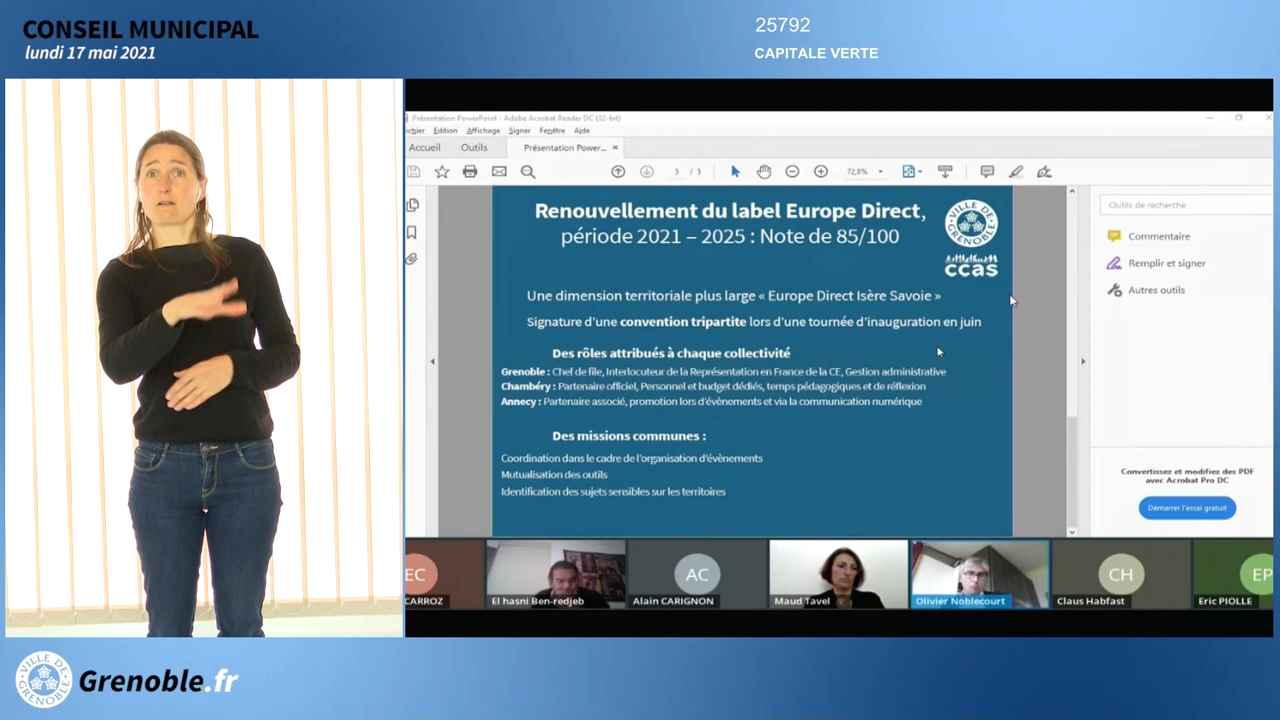 CONSEIL MUNICIPAL
lundi 17 mai 2021
25792
CAPITALE VERTE
Présentation PowerPoint - Adobe Acrobat Reader DC (32-bit)
ichier Edition Affichage Signer Fenêtre Aide
Accueil Outils Présentation Power... ×
3 / 3 72,8%
Renouvellement du label Europe Direct,
période 2021 – 2025 : Note de 85/100
VILLE DE GRENOBLE
ccas
Une dimension territoriale plus large « Europe Direct Isère Savoie »
Signature d'une convention tripartite lors d'une tournée d'inauguration en juin
Des rôles attribués à chaque collectivité
Grenoble : Chef de file, Interlocuteur de la Représentation en France de la CE, Gestion administrative
Chambéry : Partenaire officiel, Personnel et budget dédiés, temps pédagogiques et de réflexion
Annecy : Partenaire associé, promotion lors d'évènements et via la communication numérique
Des missions communes :
Coordination dans le cadre de l'organisation d'évènements
Mutualisation des outils
Identification des sujets sensibles sur les territoires
Outils de recherche
Commentaire
Remplir et signer
Autres outils
Convertissez et modifiez des PDF
avec Acrobat Pro DC
Démarrer l'essai gratuit
EC AC CH EP
CARROZ El hasni Ben-redjeb Alain CARIGNON Maud Tavel Olivier Noblecourt Claus Habfast Eric PIOLLE
VILLE DE GRENOBLE
Grenoble.fr